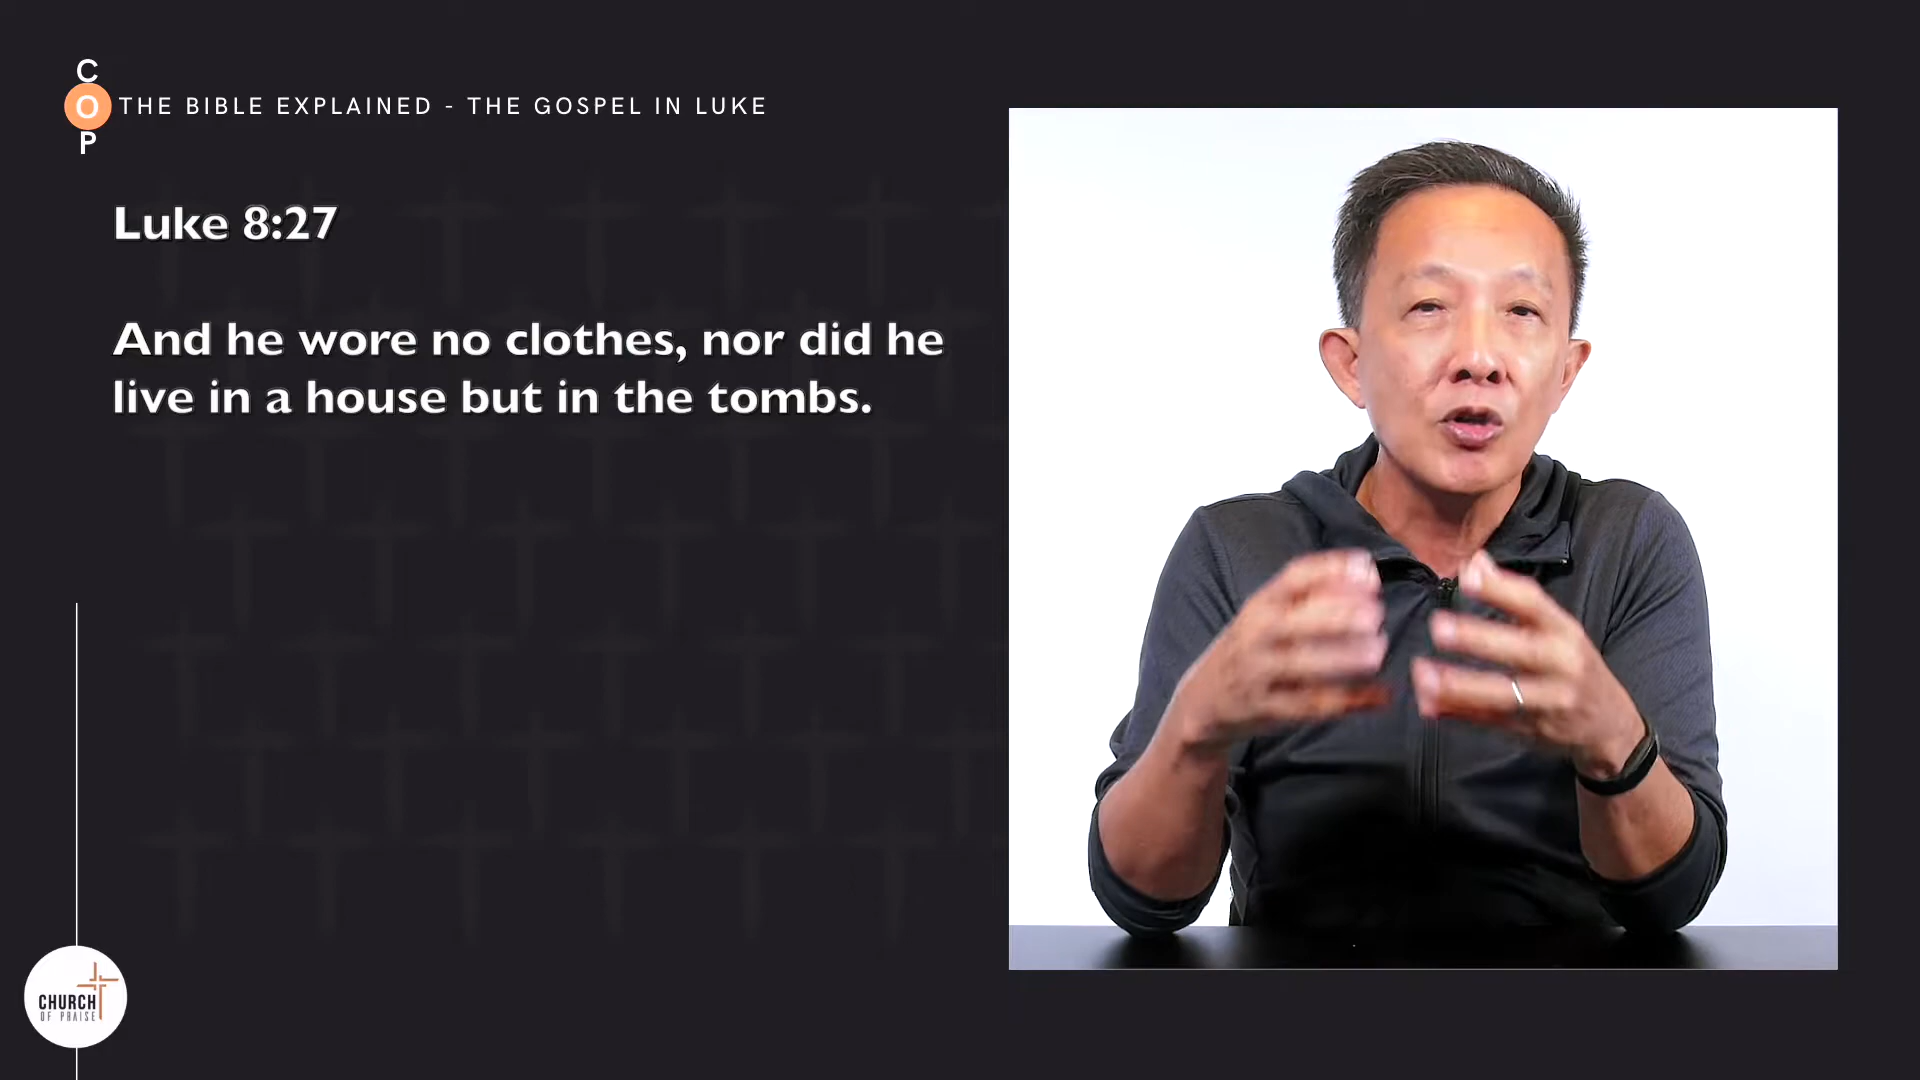 C
O
P
THE BIBLE EXPLAINED - THE GOSPEL IN LUKE
Luke 8:27
And he wore no clothes, nor did he
live in a house but in the tombs.
CHURCH
OF PRAISE